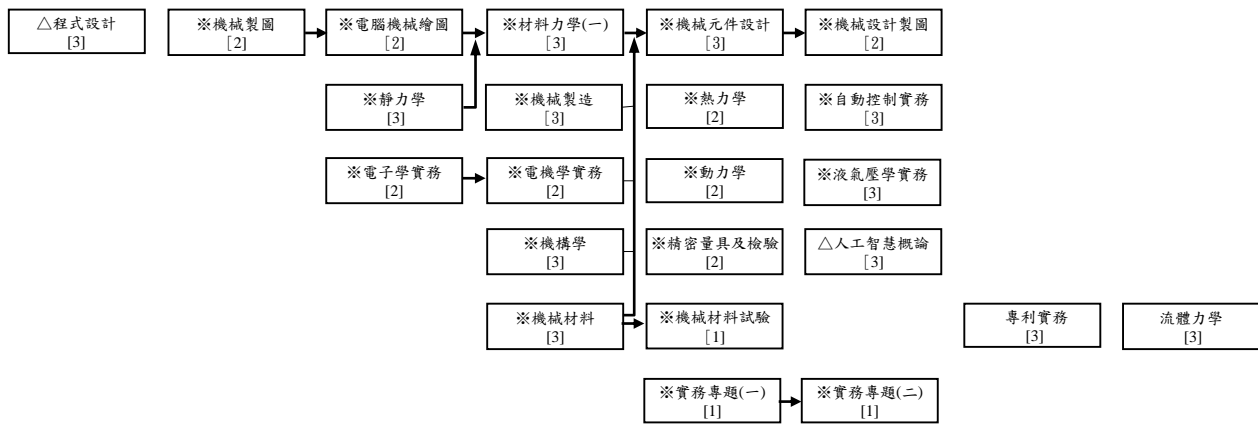 △程式設計
[3]
※機械製圖
[2]
※電腦機械繪圖
[2]
※材料力學(一)
[3]
※機械元件設計
[3]
※機械設計製圖
[2]
※靜力學
[3]
※機械製造
[3]
※熱力學
[2]
※自動控制實務
[3]
※電子學實務
[2]
※電機學實務
[2]
※動力學
[2]
※液氣壓學實務
[3]
※機構學
[3]
※精密量具及檢驗
[2]
△人工智慧概論
[3]
※機械材料
[3]
※機械材料試驗
[1]
專利實務
[3]
流體力學
[3]
※實務專題(一)
[1]
※實務專題(二)
[1]